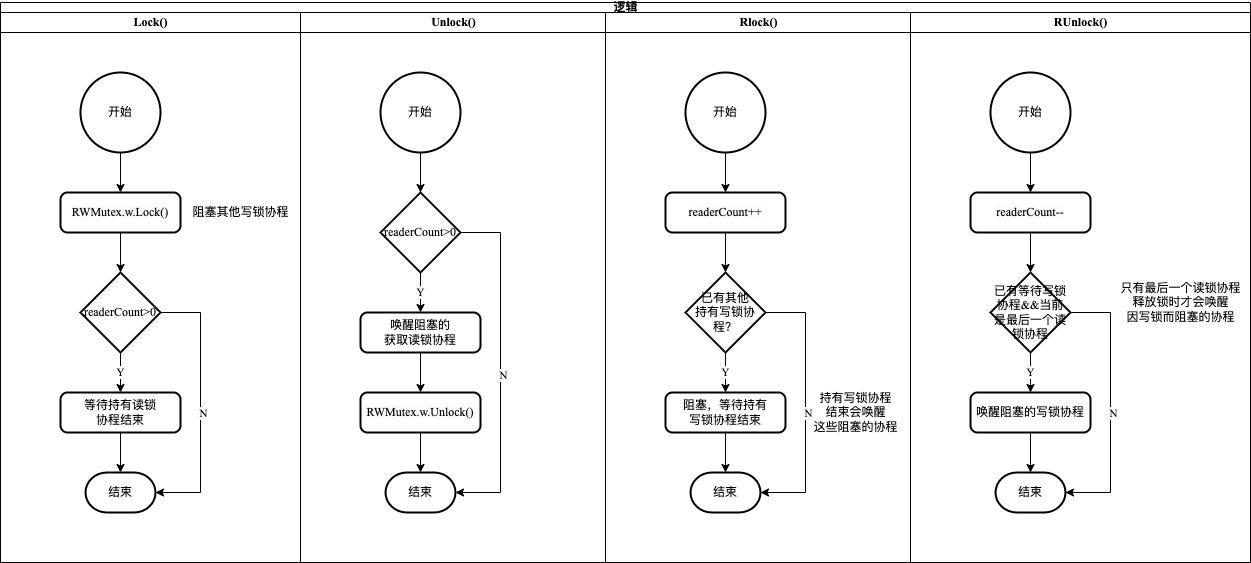 逻辑
Lock()
Unlock()
Rlock()
RUnlock()
开始
RWMutex.w.Lock()
阻塞其他写锁协程
readerCount>0
Y
N
等待持有读锁
协程结束
结束
开始
readerCount>0
Y
N
唤醒阻塞的
获取读锁协程
RWMutex.w.Unlock()
结束
开始
readerCount++
已有其他
持有写锁协
程？
Y
N
阻塞，等待持有
写锁协程结束
持有写锁协程
结束会唤醒
这些阻塞的协程
结束
开始
readerCount--
已有等待写锁
协程&&当前
是最后一个读
锁协程
只有最后一个读锁协程
释放锁时才会唤醒
因写锁而阻塞的协程
Y
N
唤醒阻塞的写锁协程
结束